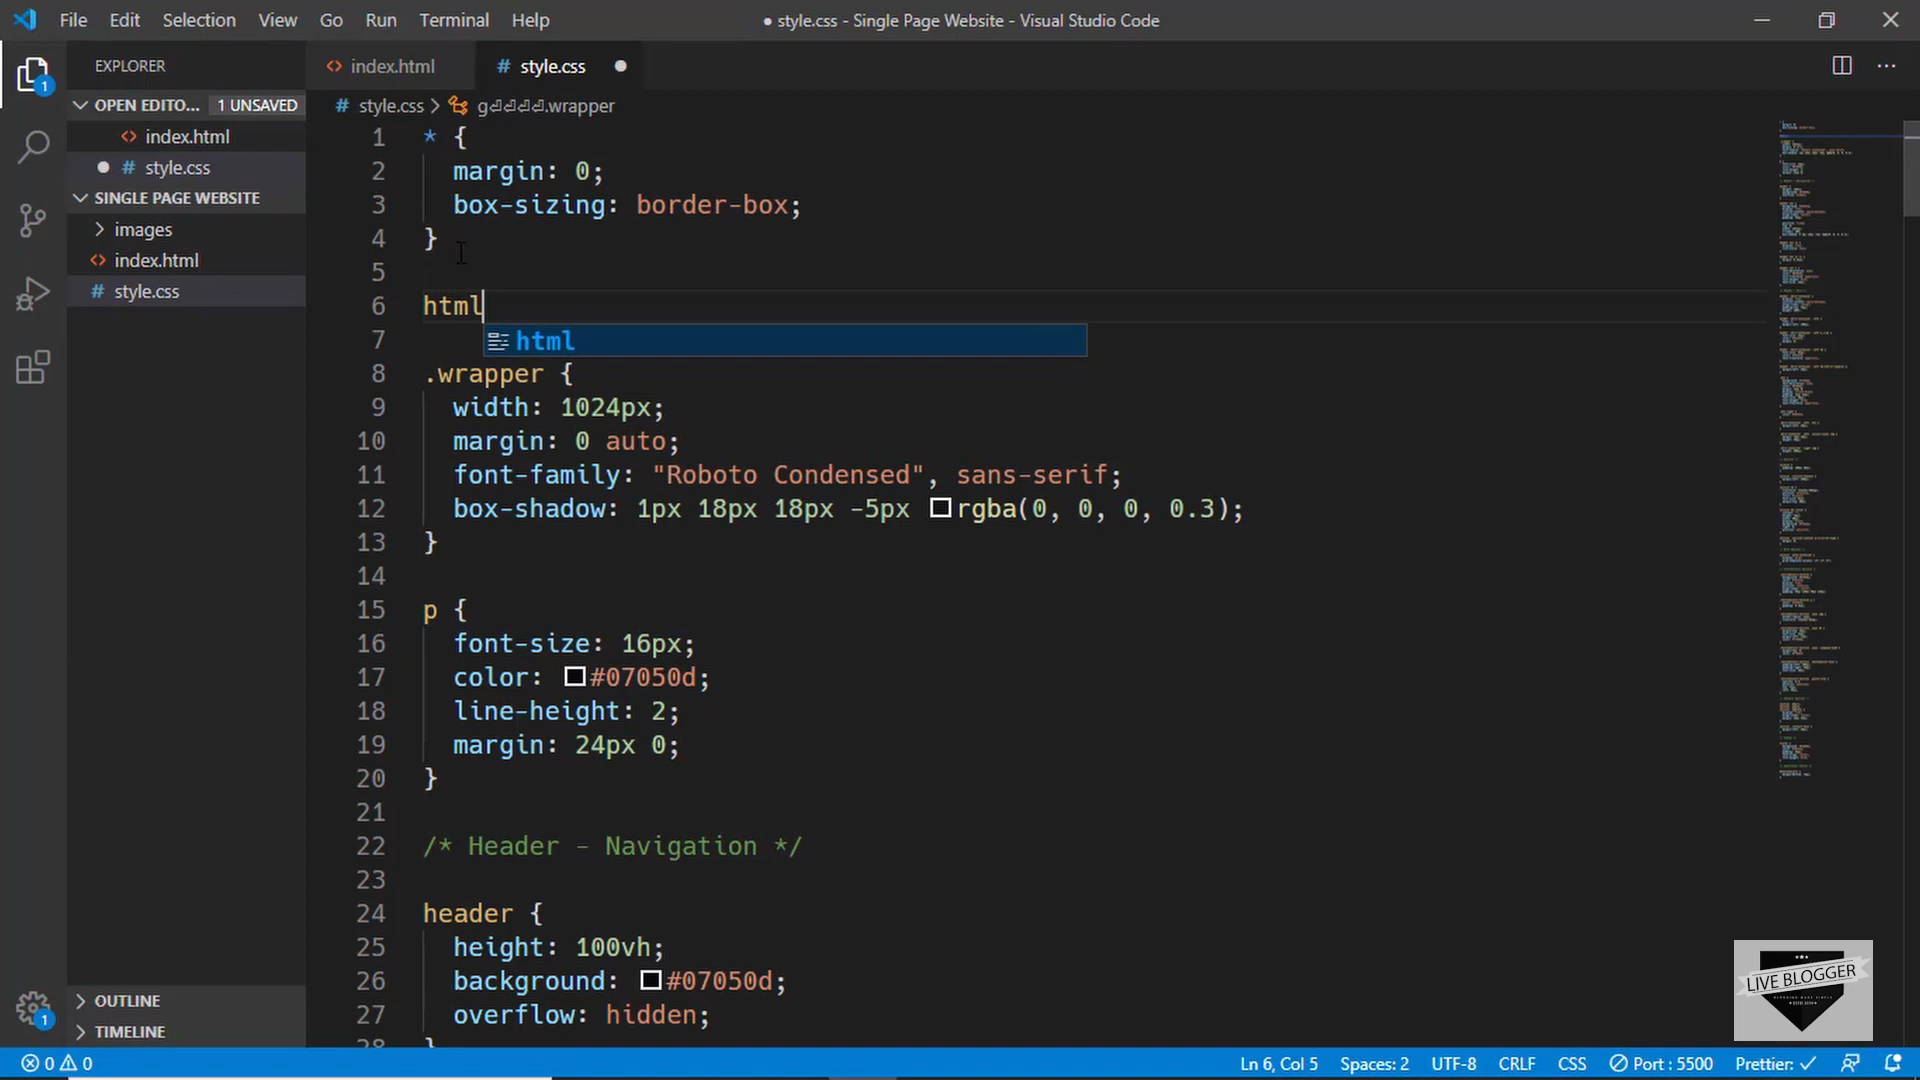 File Edit Selection View Go Run Terminal Help
● style.css - Single Page Website - Visual Studio Code
EXPLORER
OPEN EDITO... 1 UNSAVED
index.html
style.css
SINGLE PAGE WEBSITE
images
index.html
style.css
OUTLINE
TIMELINE
1
1
index.html
style.css
style.css > g⏎⏎⏎⏎.wrapper
1 * {
2 margin: 0;
3 box-sizing: border-box;
4 }
5
6 html
html
7
8 .wrapper {
9 width: 1024px;
10 margin: 0 auto;
11 font-family: "Roboto Condensed", sans-serif;
12 box-shadow: 1px 18px 18px -5px rgba(0, 0, 0, 0.3);
13 }
14
15 p {
16 font-size: 16px;
17 color: #07050d;
18 line-height: 2;
19 margin: 24px 0;
20 }
21
22 /* Header - Navigation */
23
24 header {
25 height: 100vh;
26 background: #07050d;
27 overflow: hidden;
28 }
LIVE BLOGGER
0 0
Ln 6, Col 5 Spaces: 2 UTF-8 CRLF CSS Port : 5500 Prettier: ✓